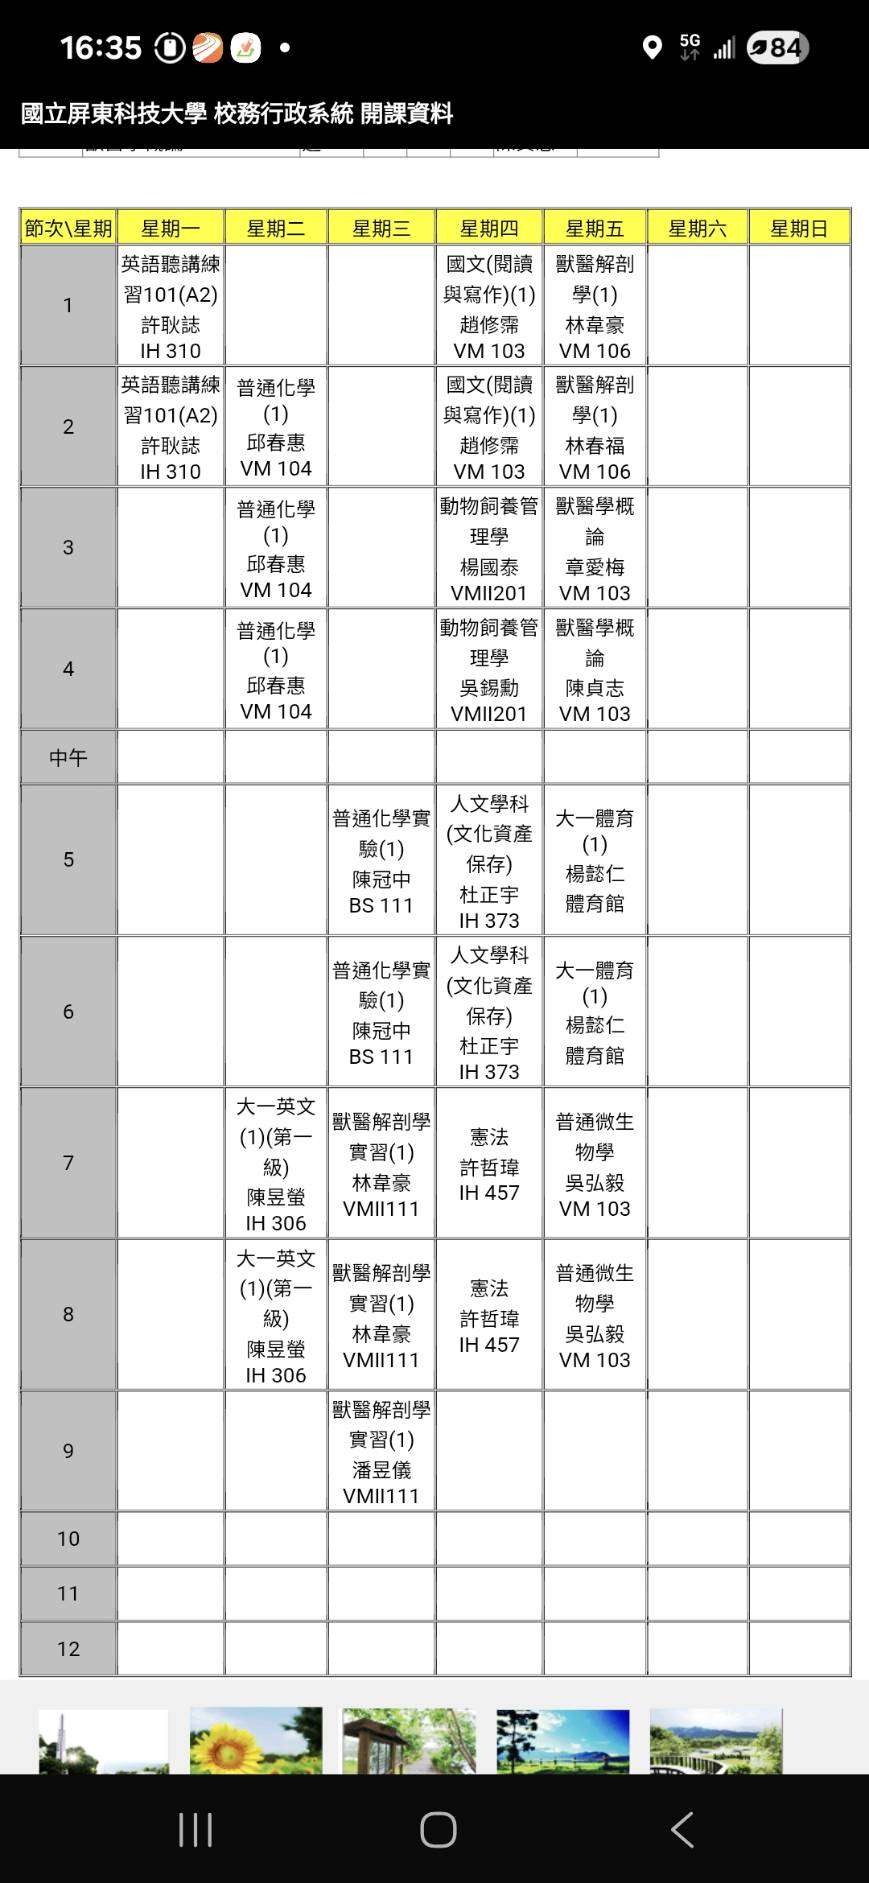 16:35
5G
84
國立屏東科技大學 校務行政系統 開課資料
節次\星期 星期一 星期二 星期三 星期四 星期五 星期六 星期日
1
英語聽講練
習101(A2)
許耿誌
IH 310
國文(閱讀
與寫作)(1)
趙修霈
VM 103
獸醫解剖
學(1)
林韋豪
VM 106
2
英語聽講練
習101(A2)
許耿誌
IH 310
普通化學
(1)
邱春惠
VM 104
國文(閱讀
與寫作)(1)
趙修霈
VM 103
獸醫解剖
學(1)
林春福
VM 106
3
普通化學
(1)
邱春惠
VM 104
動物飼養管
理學
楊國泰
VMII201
獸醫學概
論
章愛梅
VM 103
4
普通化學
(1)
邱春惠
VM 104
動物飼養管
理學
吳錫勳
VMII201
獸醫學概
論
陳貞志
VM 103
中午
5
普通化學實
驗(1)
陳冠中
BS 111
人文學科
(文化資產
保存)
杜正宇
IH 373
大一體育
(1)
楊懿仁
體育館
6
普通化學實
驗(1)
陳冠中
BS 111
人文學科
(文化資產
保存)
杜正宇
IH 373
大一體育
(1)
楊懿仁
體育館
7
大一英文
(1)(第一
級)
陳昱螢
IH 306
獸醫解剖學
實習(1)
林韋豪
VMII111
憲法
許哲瑋
IH 457
普通微生
物學
吳弘毅
VM 103
8
大一英文
(1)(第一
級)
陳昱螢
IH 306
獸醫解剖學
實習(1)
林韋豪
VMII111
憲法
許哲瑋
IH 457
普通微生
物學
吳弘毅
VM 103
9
獸醫解剖學
實習(1)
潘昱儀
VMII111
10
11
12